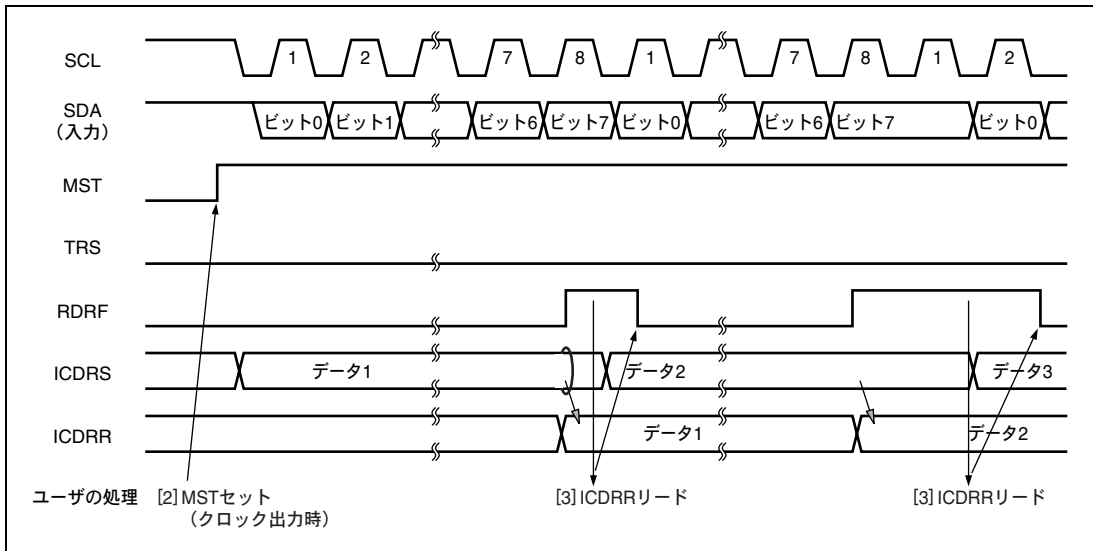 SCL 1 2 7 8 1 7 8 1 2
SDA
（入力） ビット0 ビット1 ビット6 ビット7 ビット0 ビット6 ビット7 ビット0
MST
TRS
RDRF
ICDRS データ1 データ2 データ3
ICDRR データ1 データ2
ユーザの処理 [2] MSTセット [3] ICDRRリード [3] ICDRRリード
（クロック出力時）